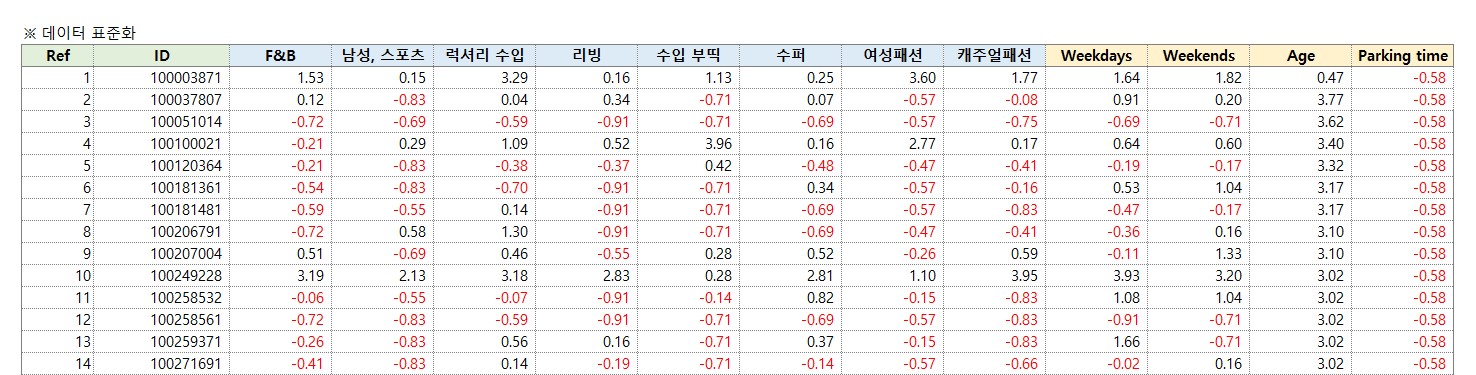 ※ 데이터 표준화
Ref ID F&B 남성, 스포츠 럭셔리 수입 리빙 수입 부띡 수퍼 여성패션 캐주얼패션 Weekdays Weekends Age Parking time
1 100003871 1.53 0.15 3.29 0.16 1.13 0.25 3.60 1.77 1.64 1.82 0.47 -0.58
2 100037807 0.12 -0.83 0.04 0.34 -0.71 0.07 -0.57 -0.08 0.91 0.20 3.77 -0.58
3 100051014 -0.72 -0.69 -0.59 -0.91 -0.71 -0.69 -0.57 -0.75 -0.69 -0.71 3.62 -0.58
4 100100021 -0.21 0.29 1.09 0.52 3.96 0.16 2.77 0.17 0.64 0.60 3.40 -0.58
5 100120364 -0.21 -0.83 -0.38 -0.37 0.42 -0.48 -0.47 -0.41 -0.19 -0.17 3.32 -0.58
6 100181361 -0.54 -0.83 -0.70 -0.91 -0.71 0.34 -0.57 -0.16 0.53 1.04 3.17 -0.58
7 100181481 -0.59 -0.55 0.14 -0.91 -0.71 -0.69 -0.57 -0.83 -0.47 -0.17 3.17 -0.58
8 100206791 -0.72 0.58 1.30 -0.91 -0.71 -0.69 -0.47 -0.41 -0.36 0.16 3.10 -0.58
9 100207004 0.51 -0.69 0.46 -0.55 0.28 0.52 -0.26 0.59 -0.11 1.33 3.10 -0.58
10 100249228 3.19 2.13 3.18 2.83 0.28 2.81 1.10 3.95 3.93 3.20 3.02 -0.58
11 100258532 -0.06 -0.55 -0.07 -0.91 -0.14 0.82 -0.15 -0.83 1.08 1.04 3.02 -0.58
12 100258561 -0.72 -0.83 -0.59 -0.91 -0.71 -0.69 -0.57 -0.83 -0.91 -0.71 3.02 -0.58
13 100259371 -0.26 -0.83 0.56 0.16 -0.71 0.37 -0.15 -0.83 1.66 -0.71 3.02 -0.58
14 100271691 -0.41 -0.83 0.14 -0.19 -0.71 -0.14 -0.57 -0.66 -0.02 0.16 3.02 -0.58